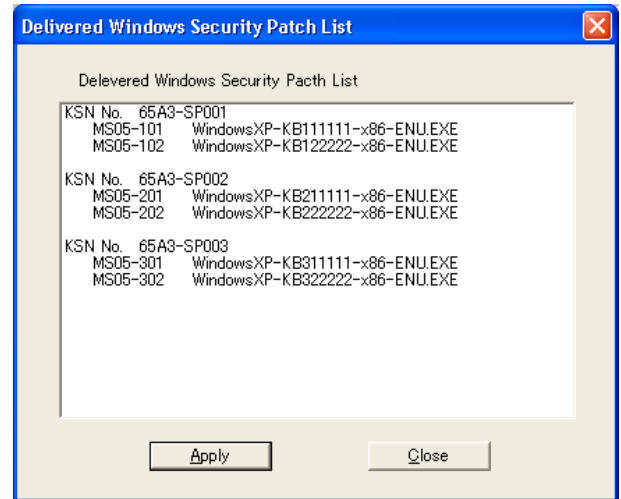 Delivered Windows Security Patch List
Delevered Windows Security Pacth List
KSN No. 65A3-SP001
MS05-101 WindowsXP-KB111111-x86-ENU.EXE
MS05-102 WindowsXP-KB122222-x86-ENU.EXE
KSN No. 65A3-SP002
MS05-201 WindowsXP-KB211111-x86-ENU.EXE
MS05-202 WindowsXP-KB222222-x86-ENU.EXE
KSN No. 65A3-SP003
MS05-301 WindowsXP-KB311111-x86-ENU.EXE
MS05-302 WindowsXP-KB322222-x86-ENU.EXE
Apply Close